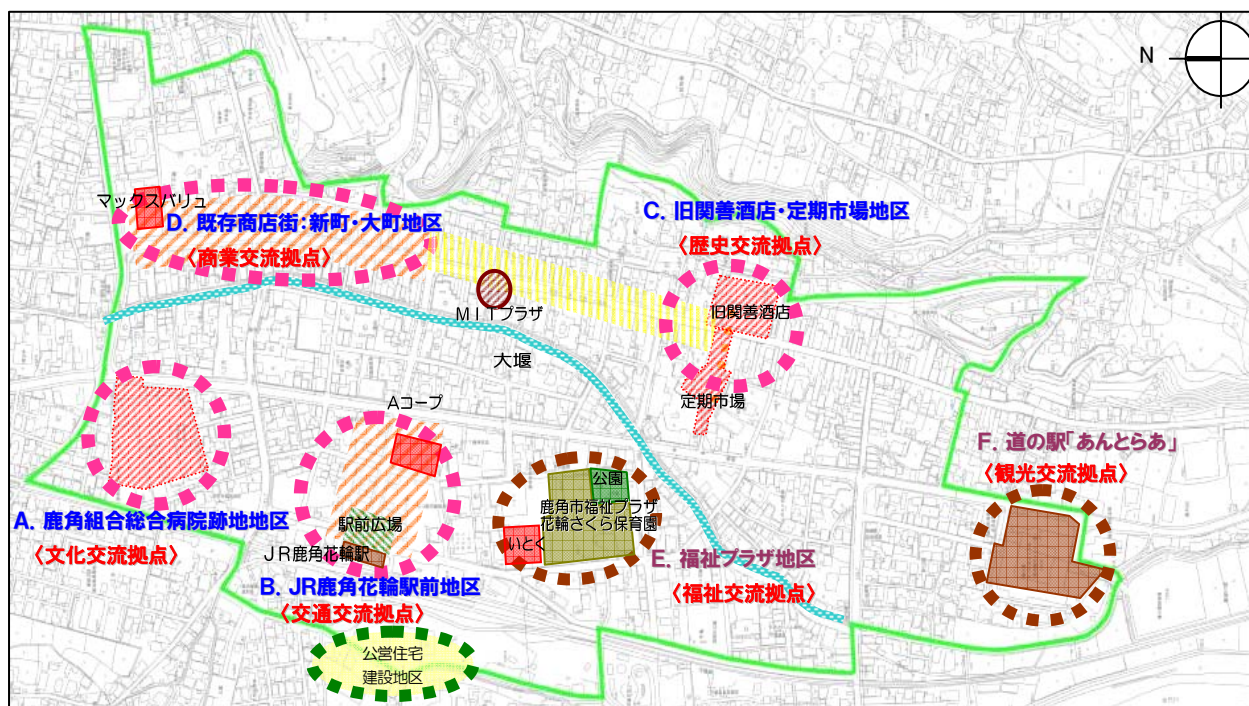 N
マックスバリュ
D. 既存商店街:新町・大町地区
〈商業交流拠点〉
C. 旧関善酒店・定期市場地区
〈歴史交流拠点〉
旧関善酒店
MITプラザ
大堰
定期市場
Aコープ
F. 道の駅「あんとらあ」
〈観光交流拠点〉
公園
鹿角市福祉プラザ
花輪さくら保育園
いとく
E. 福祉プラザ地区
〈福祉交流拠点〉
A. 鹿角組合総合病院跡地地区
〈文化交流拠点〉
駅前広場
JR鹿角花輪駅
B. JR鹿角花輪駅前地区
〈交通交流拠点〉
公営住宅
建設地区